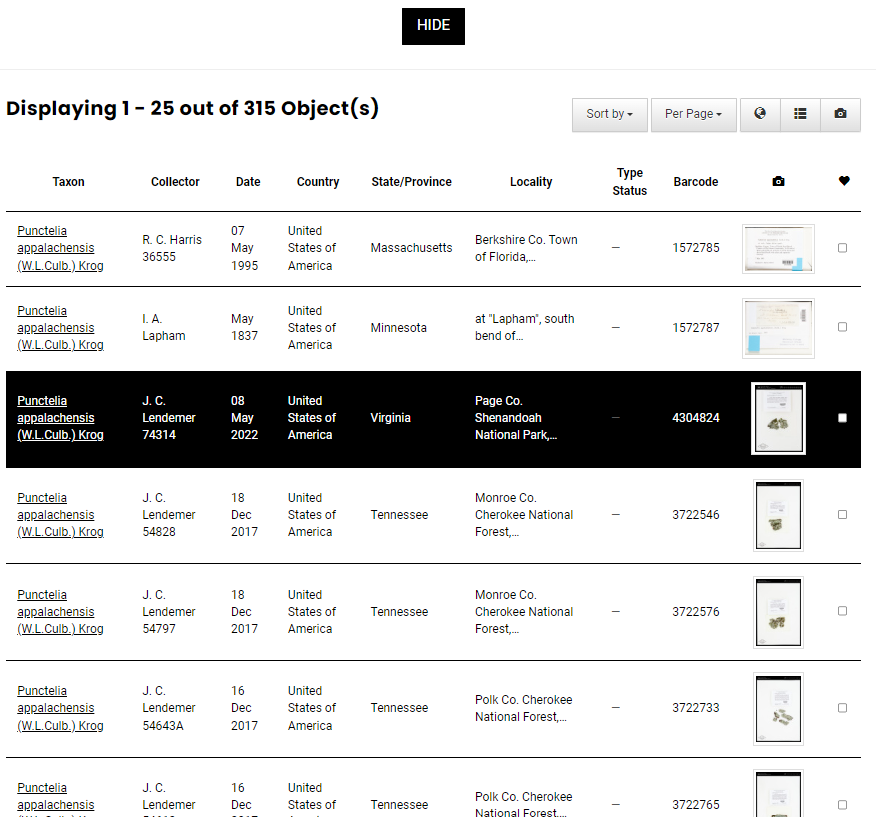 HIDE
Displaying 1 - 25 out of 315 Object(s)
Sort by
Per Page
Taxon Collector Date Country State/Province Locality Type Status Barcode
Punctelia appalachensis (W.L.Culb.) Krog R. C. Harris 36555 07 May 1995 United States of America Massachusetts Berkshire Co. Town of Florida,... — 1572785
Punctelia appalachensis (W.L.Culb.) Krog I. A. Lapham May 1837 United States of America Minnesota at "Lapham", south bend of... — 1572787
Punctelia appalachensis (W.L.Culb.) Krog J. C. Lendemer 74314 08 May 2022 United States of America Virginia Page Co. Shenandoah National Park,... — 4304824
Punctelia appalachensis (W.L.Culb.) Krog J. C. Lendemer 54828 18 Dec 2017 United States of America Tennessee Monroe Co. Cherokee National Forest,... — 3722546
Punctelia appalachensis (W.L.Culb.) Krog J. C. Lendemer 54797 18 Dec 2017 United States of America Tennessee Monroe Co. Cherokee National Forest,... — 3722576
Punctelia appalachensis (W.L.Culb.) Krog J. C. Lendemer 54643A 16 Dec 2017 United States of America Tennessee Polk Co. Cherokee National Forest,... — 3722733
Punctelia appalachensis J. C. Lendemer 16 Dec United States of Tennessee Polk Co. Cherokee National Forest,... — 3722765